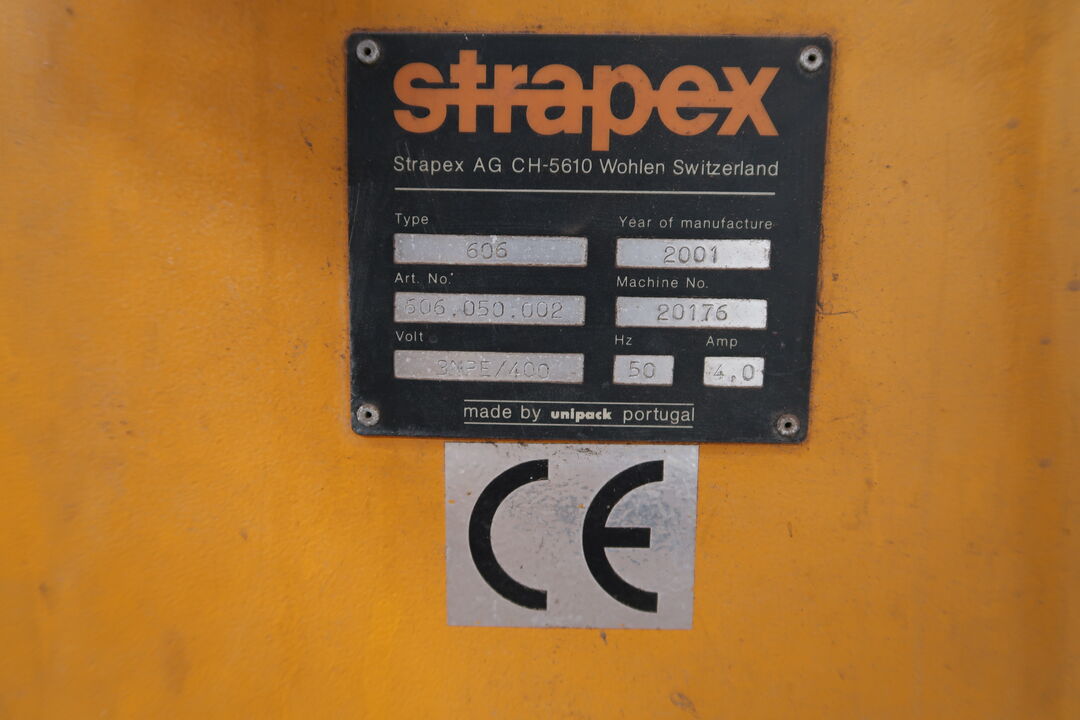 strapex
Strapex AG CH-5610 Wohlen Switzerland
Type Year of manufacture
606 2001
Art. No. Machine No.
606.050.002 20176
Volt Hz Amp
3NPE/400 50 4,0
made by unipack portugal
CE